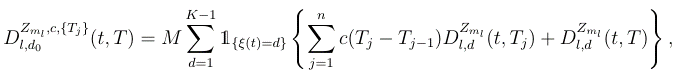 $D_{l,d_0}^{Z_{m_l},c,\{T_j\}}(t,T) = M \sum_{d=1}^{K-1} \mathbb{1}_{\{\xi(t)=d\}} \left\{ \sum_{j=1}^{n} c(T_j - T_{j-1}) D_{l,d}^{Z_{m_l}}(t,T_j) + D_{l,d}^{Z_{m_l}}(t,T) \right\},$